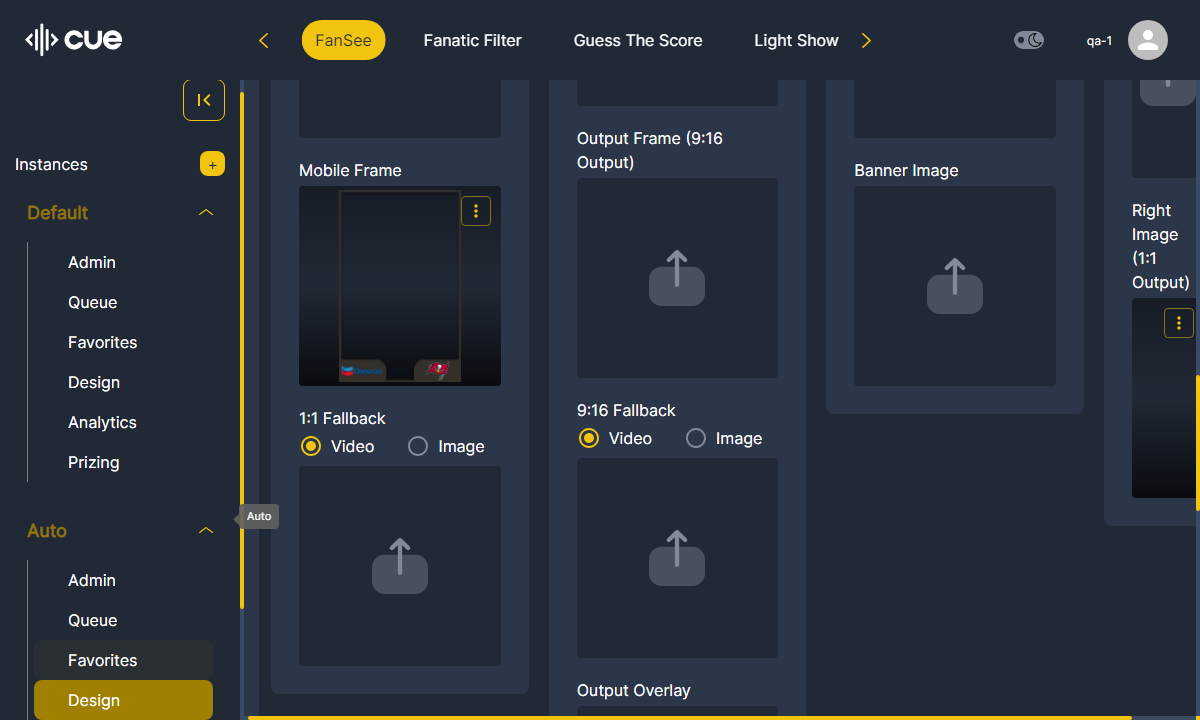 cue
FanSee
Fanatic Filter
Guess The Score
Light Show
qa-1
Instances
+
Default
Admin
Queue
Favorites
Design
Analytics
Prizing
Auto
Auto
Admin
Queue
Favorites
Design
Mobile Frame
1:1 Fallback
Video
Image
Output Frame (9:16
Output)
9:16 Fallback
Video
Image
Output Overlay
Banner Image
Right
Image
(1:1
Output)